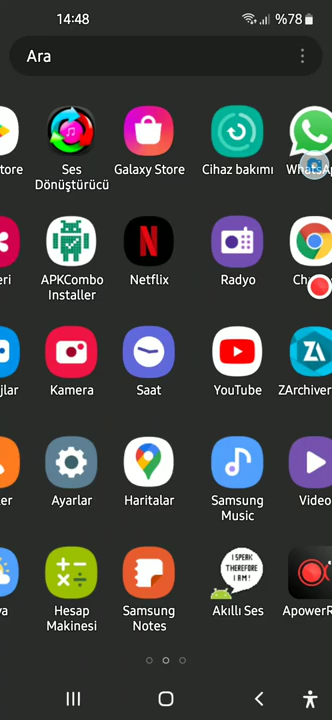 14:48
%78
Ara
tore
Ses Dönüştürücü
Galaxy Store
Cihaz bakımı
WhatsAp
eri
APKCombo Installer
Netflix
Radyo
Ch
jlar
Kamera
Saat
YouTube
ZArchiver
er
Ayarlar
Haritalar
Samsung Music
Video
va
Hesap Makinesi
Samsung Notes
I SPEAK
THEREFORE
I AM!
Akıllı Ses
ApowerR